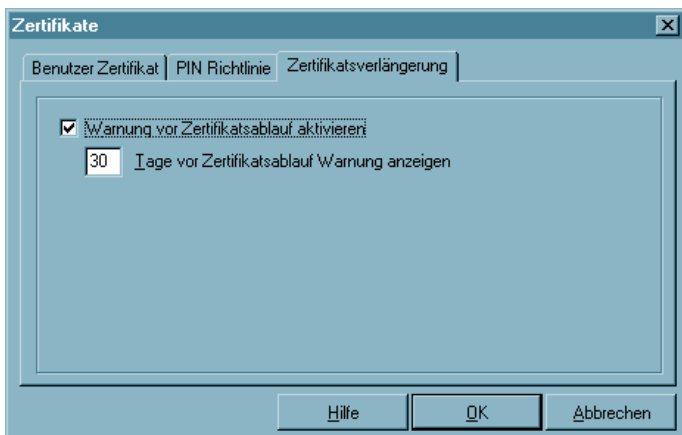 Zertifikate
Benutzer Zertifikat PIN Richtlinie Zertifikatsverlängerung
Warnung vor Zertifikatsablauf aktivieren
30 Tage vor Zertifikatsablauf Warnung anzeigen
Hilfe OK Abbrechen